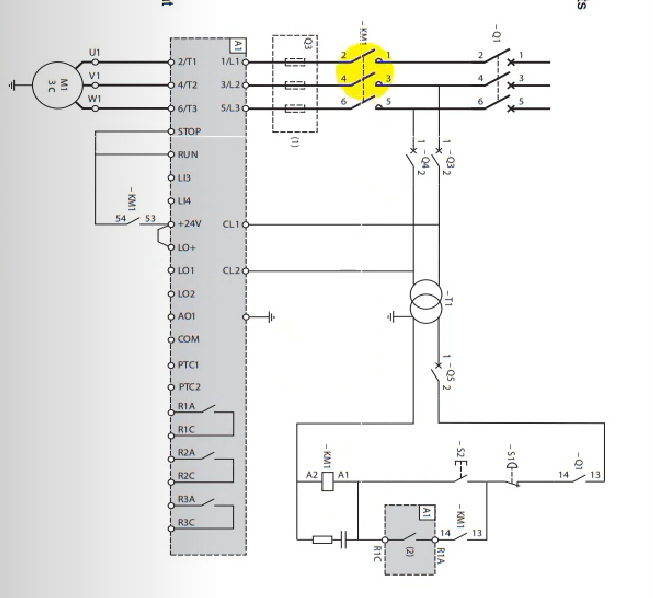 ts
it
A1
Q3
-KM1
-Q1
U1
2/T1
1/L1
2
1
2
1
M1
3 C
V1
4/T2
3/L2
4
3
4
3
W1
6/T3
5/L3
6
5
6
5
(1)
STOP
RUN
1
-Q4
2
1
-Q3
2
LI3
LI4
-KM1
54
53
+24V
CL1
LO+
LO1
CL2
LO2
-T1
AO1
COM
PTC1
1
-Q5
2
PTC2
R1A
R1C
R2A
R2C
R3A
R3C
-KM1
A2
A1
-S2
-S1
-Q1
14
13
A1
(2)
R1C
R1A
-KM1
14
13